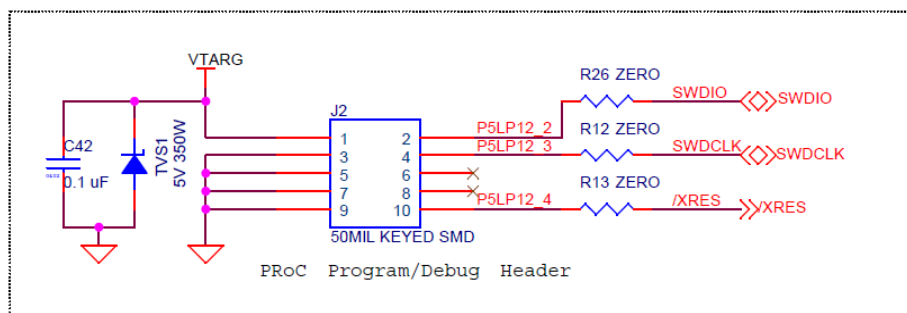 VTARG
R26 ZERO
SWDIO
SWDIO
J2
C42
0.1 uF
TVS1
5V 350W
1 2
3 4
5 6
7 8
9 10
P5LP12_2
P5LP12_3
R12 ZERO
SWDCLK
SWDCLK
P5LP12_4
R13 ZERO
/XRES
/XRES
50MIL KEYED SMD
PRoC Program/Debug Header